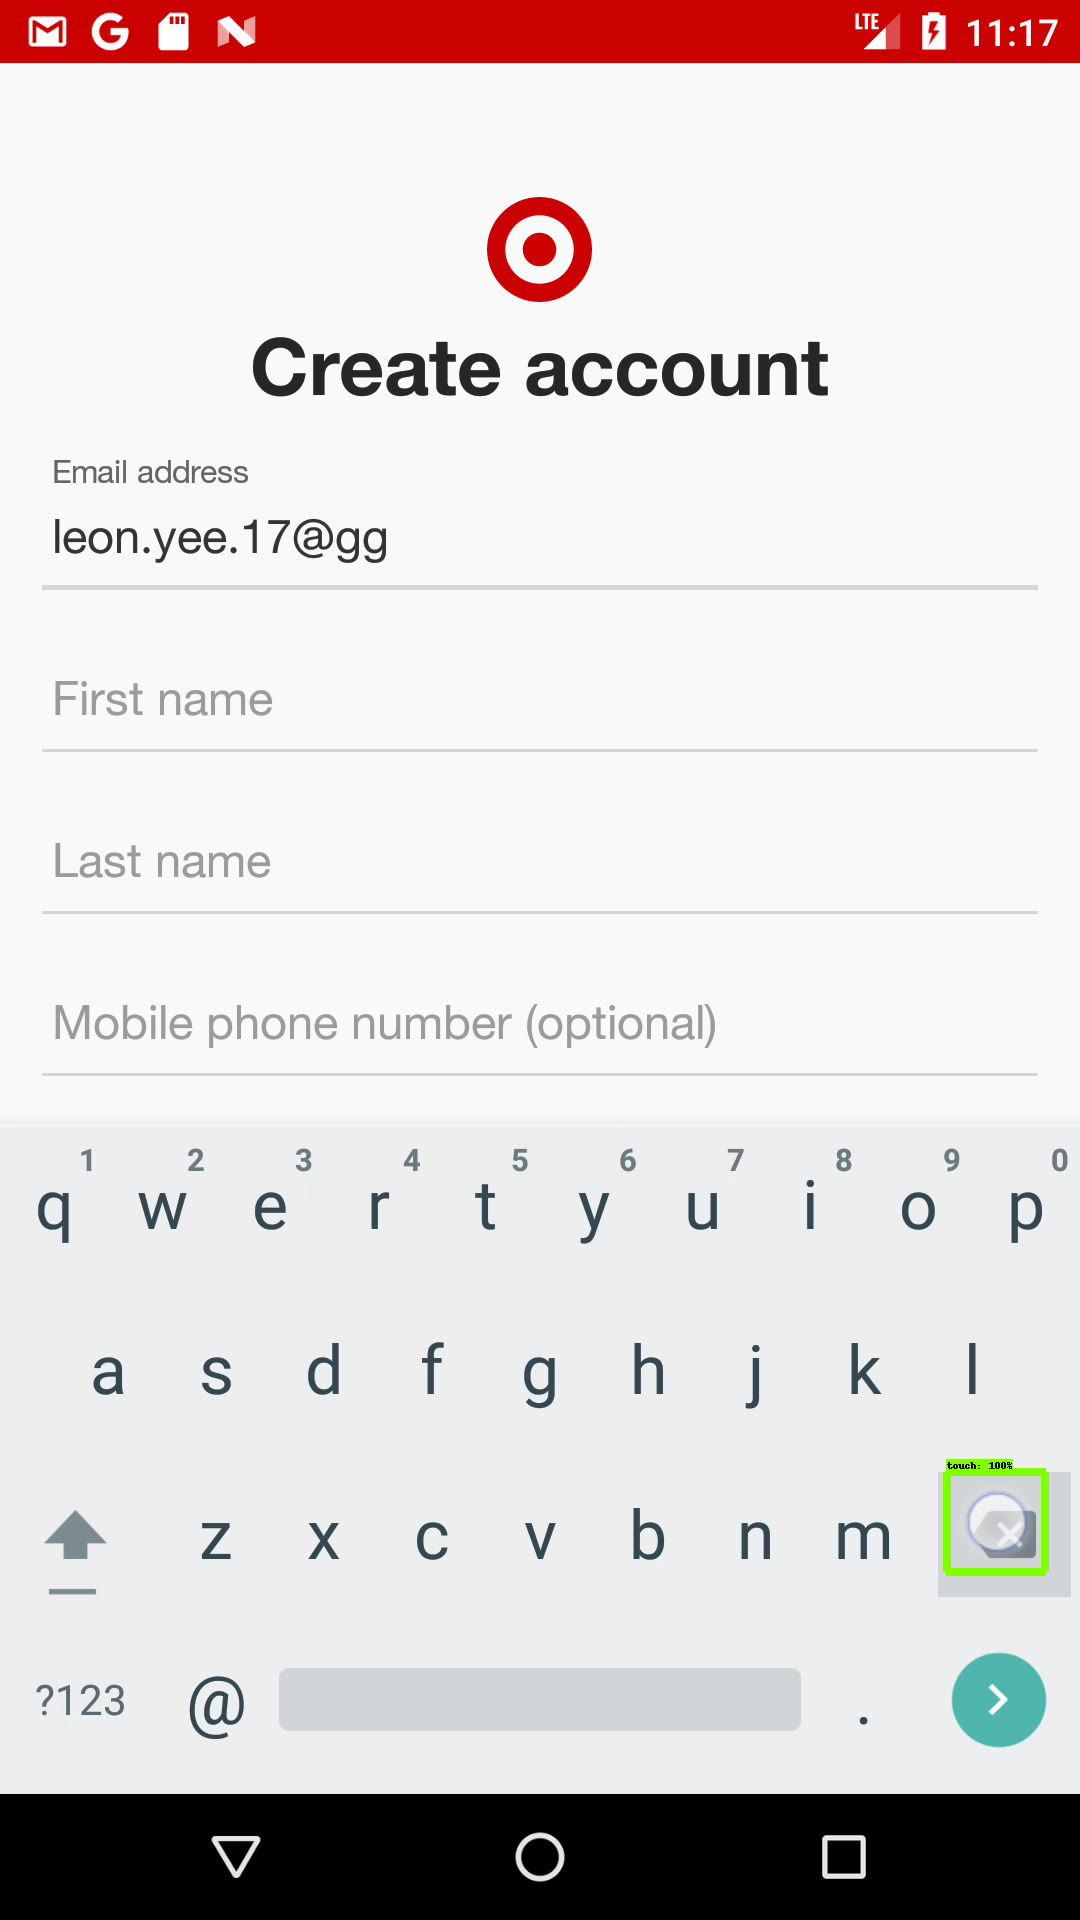 LTE 11:17
Create account
Email address
leon.yee.17@gg
First name
Last name
Mobile phone number (optional)
1 2 3 4 5 6 7 8 9 0
q w e r t y u i o p
a s d f g h j k l
touch: 100%
z x c v b n m
?123 @ .